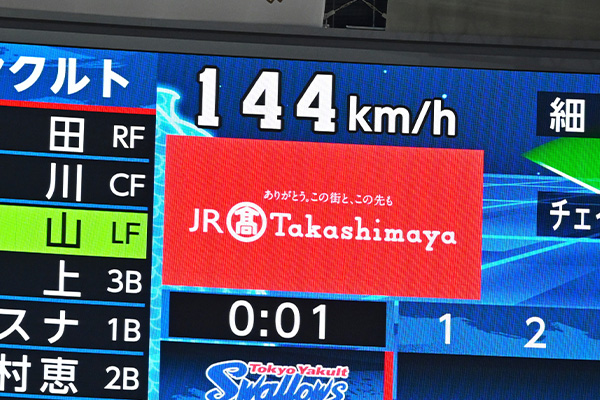 クルト
144km/h
細
田 RF
川 CF
山 LF
上 3B
スナ 1B
村恵 2B
ありがとう、この街と、この先も
JR 髙 Takashimaya
チェ
0:01
1 2
Tokyo Yakult
Swallows